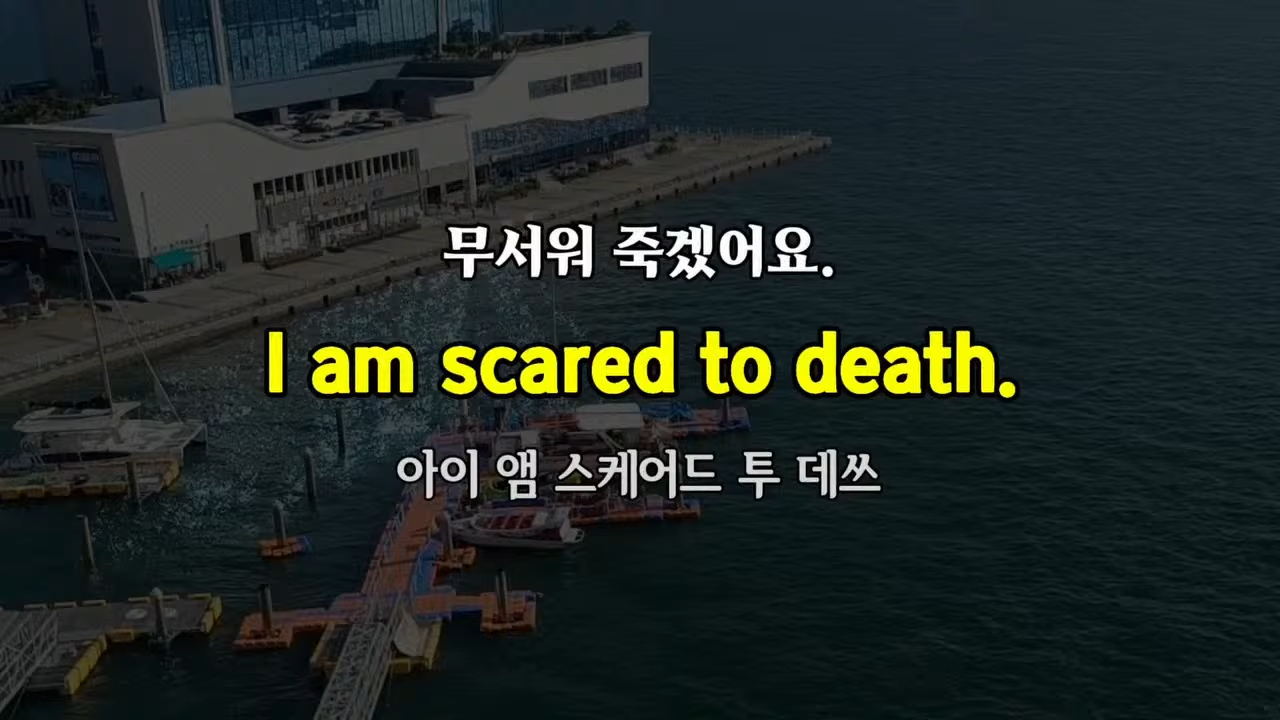 무서워 죽겠어요.
I am scared to death.
아이 앰 스케어드 투 데쓰